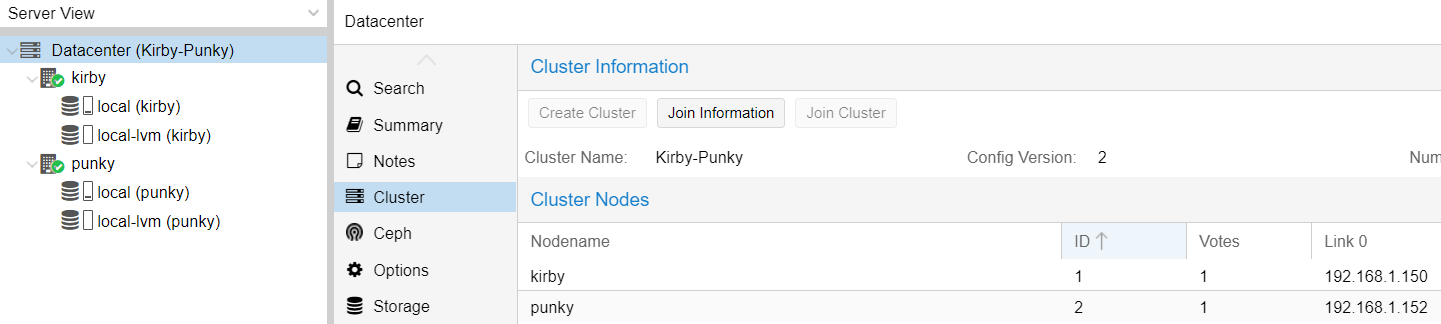 Server View
Datacenter (Kirby-Punky)
kirby
local (kirby)
local-lvm (kirby)
punky
local (punky)
local-lvm (punky)
Datacenter
Search
Summary
Notes
Cluster
Ceph
Options
Storage
Cluster Information
Create Cluster Join Information Join Cluster
Cluster Name: Kirby-Punky Config Version: 2 Num
Cluster Nodes
Nodename ID Votes Link 0
kirby 1 1 192.168.1.150
punky 2 1 192.168.1.152